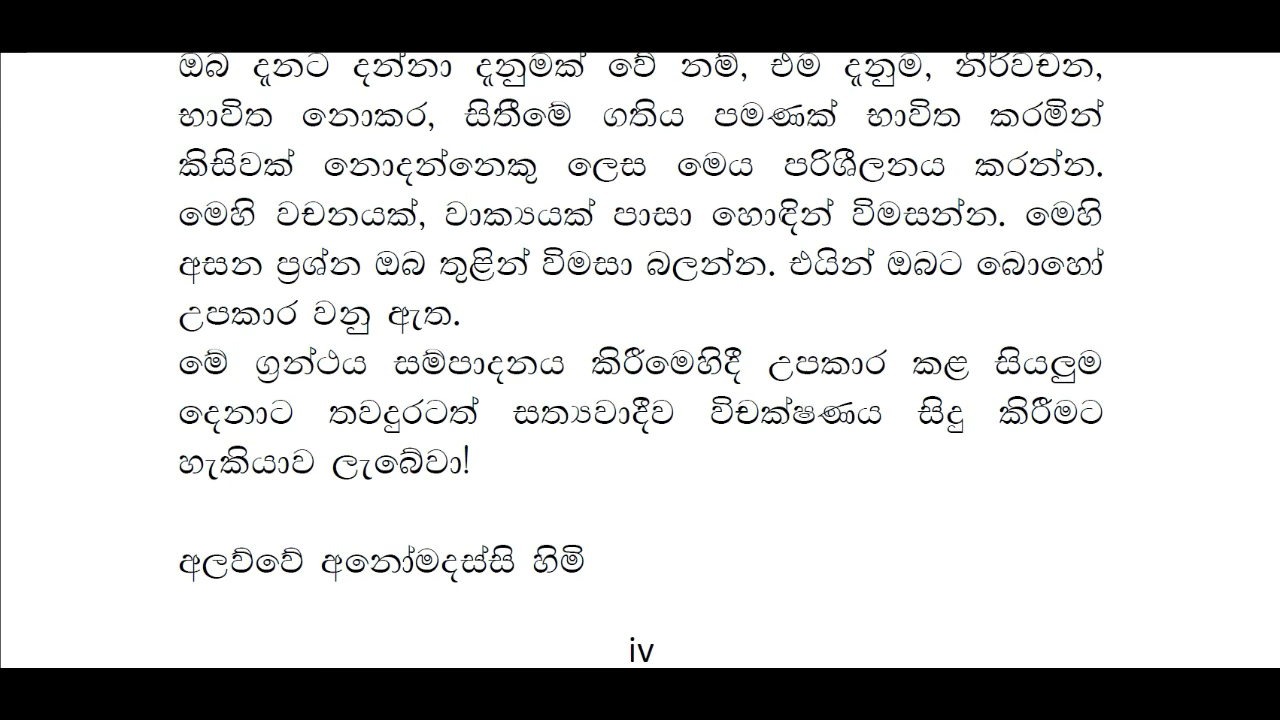 ඔබ දැනට දන්නා දැනුමක් වේ නම්, එම දැනුම, නිර්වචන,
භාවිත නොකර, සිතීමේ ගතිය පමණක් භාවිත කරමින්
කිසිවක් නොදන්නෙකු ලෙස මෙය පරිශීලනය කරන්න.
මෙහි වචනයක්, වාක්‍යයක් පාසා හොඳින් විමසන්න. මෙහි
අසන ප්‍රශ්න ඔබ තුළින් විමසා බලන්න. එයින් ඔබට බොහෝ
උපකාර වනු ඇත.
මේ ග්‍රන්ථය සම්පාදනය කිරීමෙහිදී උපකාර කළ සියලුම
දෙනාට තවදුරටත් සත්‍යවාදීව විචක්ෂණය සිදු කිරීමට
හැකියාව ලැබේවා!
අලව්වේ අනෝමදස්සි හිමි
iv